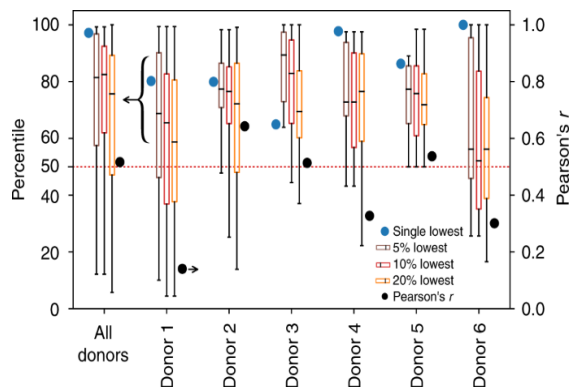 100
80
60
50
40
20
0
Percentile
1.0
0.8
0.6
0.4
0.2
0.0
Pearson's r
Single lowest
5% lowest
10% lowest
20% lowest
Pearson's r
All
donors
Donor 1
Donor 2
Donor 3
Donor 4
Donor 5
Donor 6